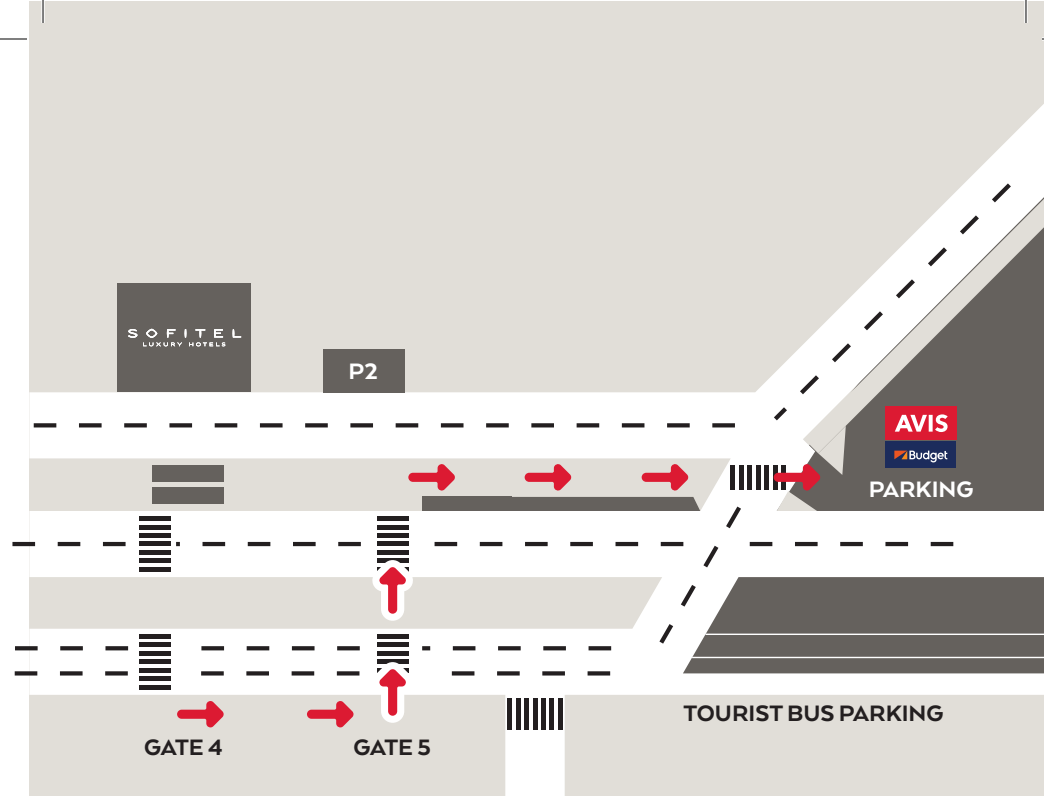 SOFITEL
LUXURY HOTELS
P2
AVIS
Budget
PARKING
TOURIST BUS PARKING
GATE 4
GATE 5